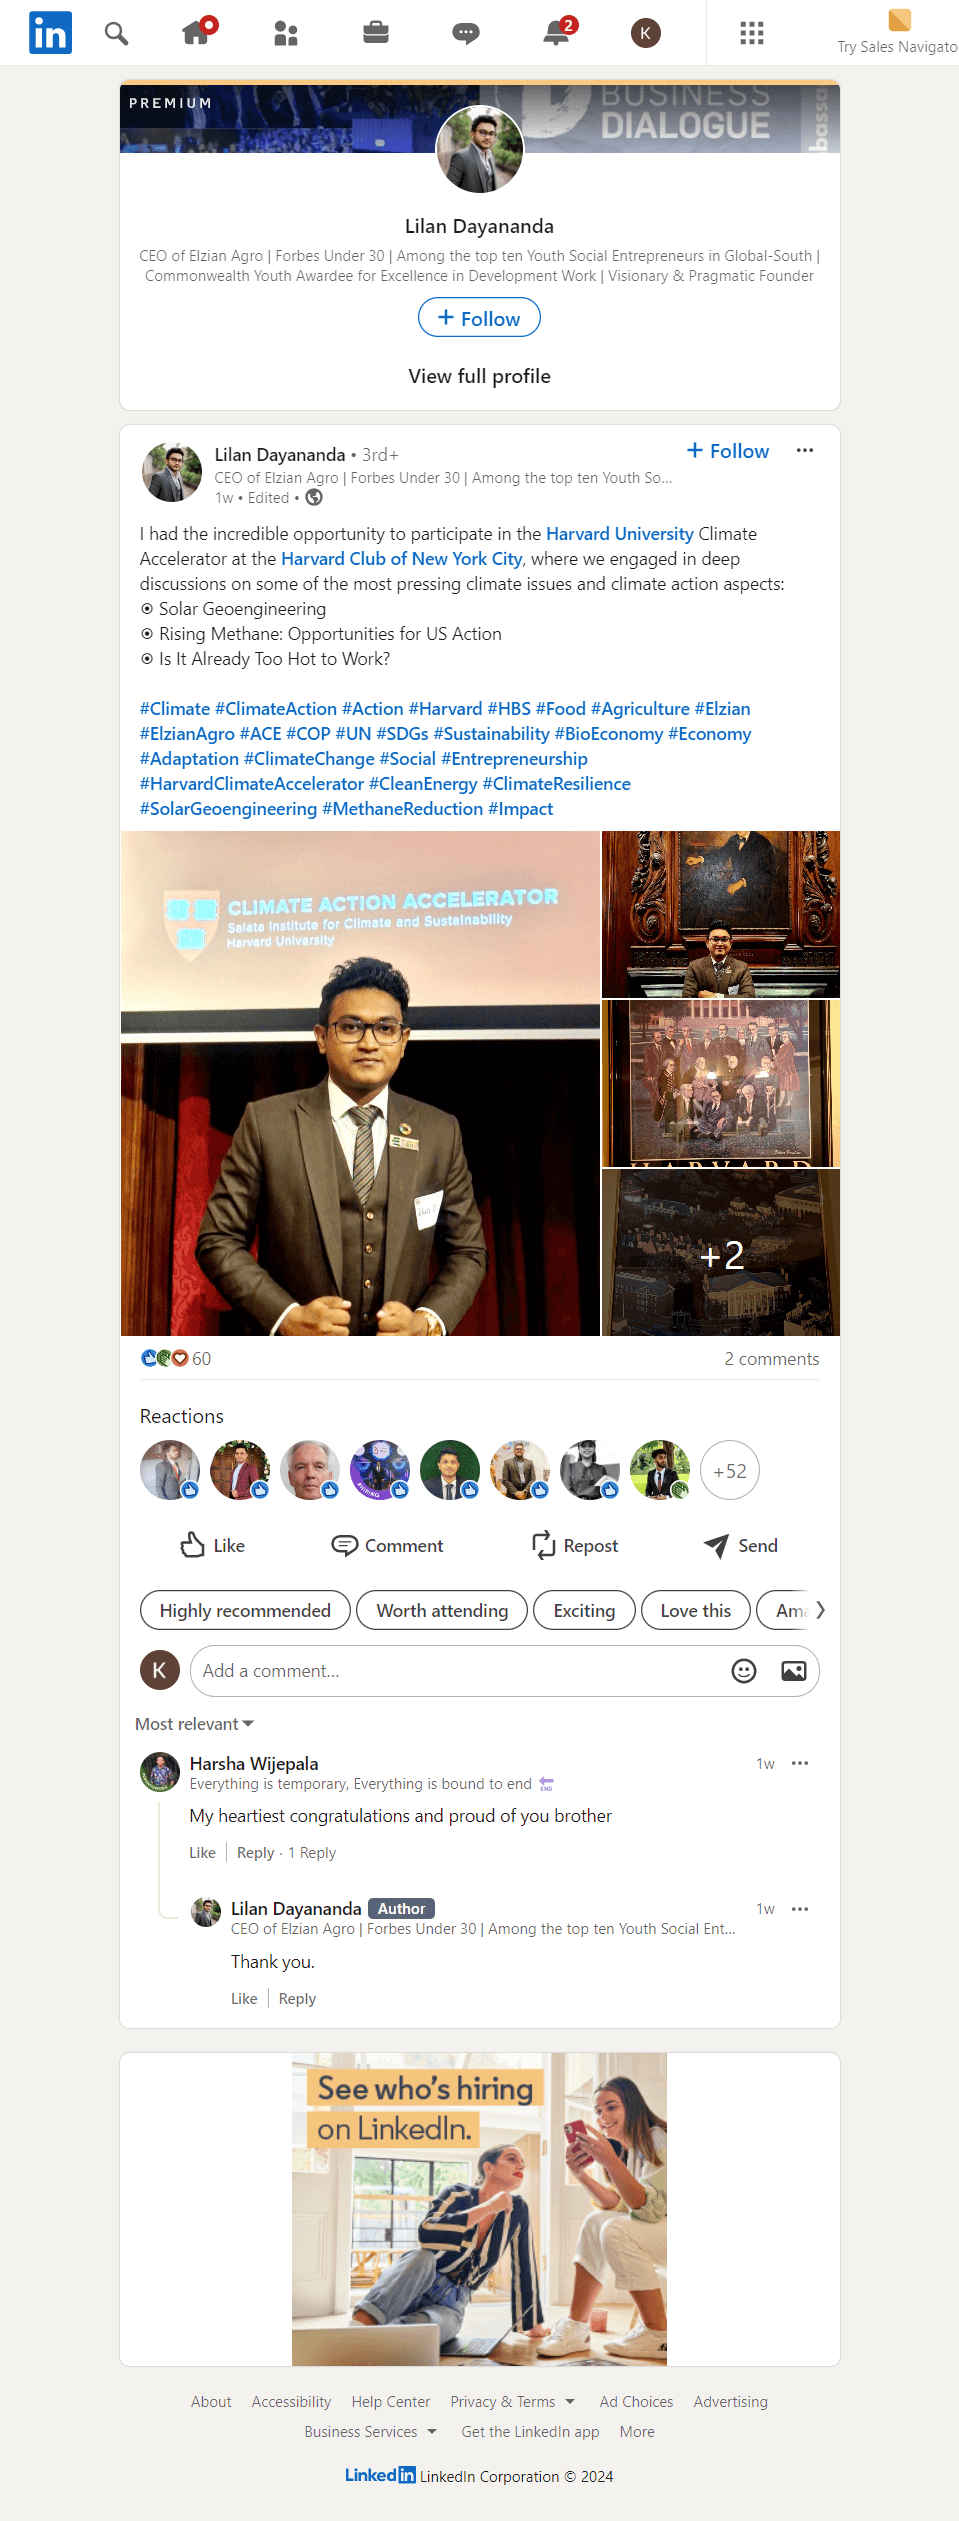 in
2
K
Try Sales Navigato
PREMIUM
BUSINESS
DIALOGUE
bassa
Lilan Dayananda
CEO of Elzian Agro | Forbes Under 30 | Among the top ten Youth Social Entrepreneurs in Global-South |
Commonwealth Youth Awardee for Excellence in Development Work | Visionary & Pragmatic Founder
+ Follow
View full profile
Lilan Dayananda • 3rd+
+ Follow
CEO of Elzian Agro | Forbes Under 30 | Among the top ten Youth So...
1w • Edited •
I had the incredible opportunity to participate in the Harvard University Climate
Accelerator at the Harvard Club of New York City, where we engaged in deep
discussions on some of the most pressing climate issues and climate action aspects:
⦿ Solar Geoengineering
⦿ Rising Methane: Opportunities for US Action
⦿ Is It Already Too Hot to Work?
#Climate #ClimateAction #Action #Harvard #HBS #Food #Agriculture #Elzian
#ElzianAgro #ACE #COP #UN #SDGs #Sustainability #BioEconomy #Economy
#Adaptation #ClimateChange #Social #Entrepreneurship
#HarvardClimateAccelerator #CleanEnergy #ClimateResilience
#SolarGeoengineering #MethaneReduction #Impact
CLIMATE ACTION ACCELERATOR
Salata Institute for Climate and Sustainability
Harvard University
HARVARD
+2
60
2 comments
Reactions
+52
Like
Comment
Repost
Send
Highly recommended
Worth attending
Exciting
Love this
Ama
K
Add a comment...
Most relevant
Harsha Wijepala
1w
Everything is temporary, Everything is bound to end 🔚
My heartiest congratulations and proud of you brother
Like | Reply · 1 Reply
Lilan Dayananda Author
1w
CEO of Elzian Agro | Forbes Under 30 | Among the top ten Youth Social Ent...
Thank you.
Like | Reply
See who's hiring
on LinkedIn.
About Accessibility Help Center Privacy & Terms Ad Choices Advertising
Business Services Get the LinkedIn app More
LinkedIn LinkedIn Corporation © 2024